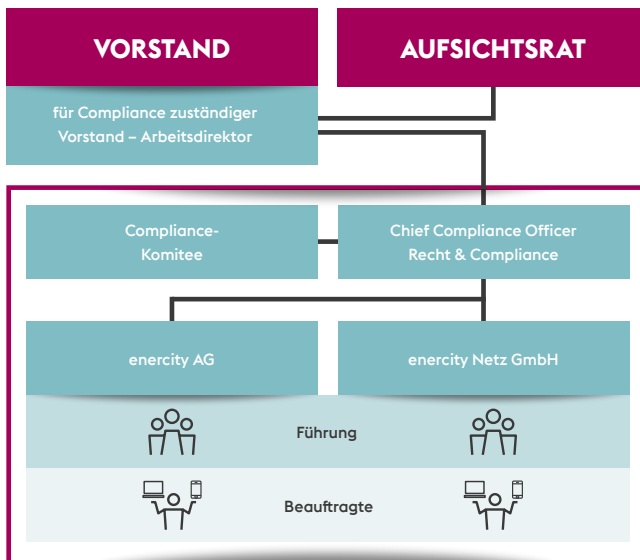 VORSTAND
AUFSICHTSRAT
für Compliance zuständiger
Vorstand – Arbeitsdirektor
Compliance-
Komitee
Chief Compliance Officer
Recht & Compliance
enercity AG
enercity Netz GmbH
Führung
Beauftragte